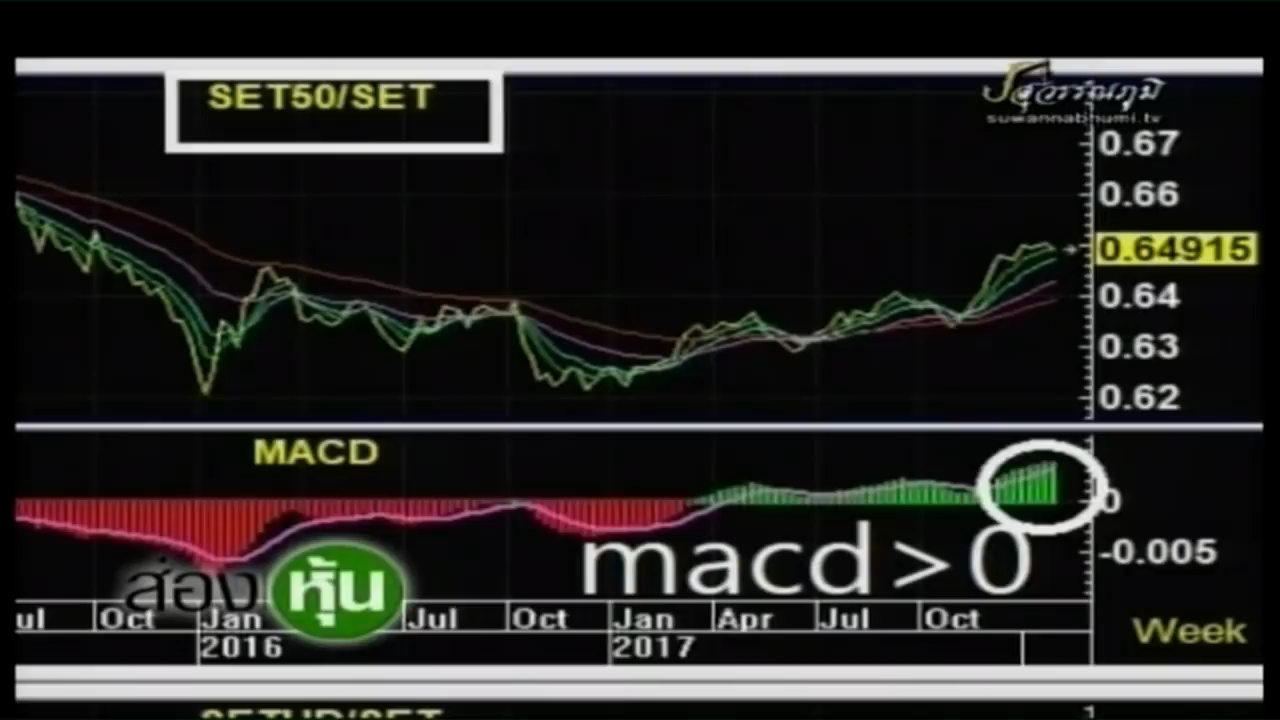 SET50/SET
สุวรรณภูมิ
suwannabhumi.tv
0.67
0.66
0.64915
0.64
0.63
0.62
MACD
0
-0.005
macd>0
ส่อง หุ้น
ul Oct Jan Jul Oct Jan Apr Jul Oct
2016 2017
Week